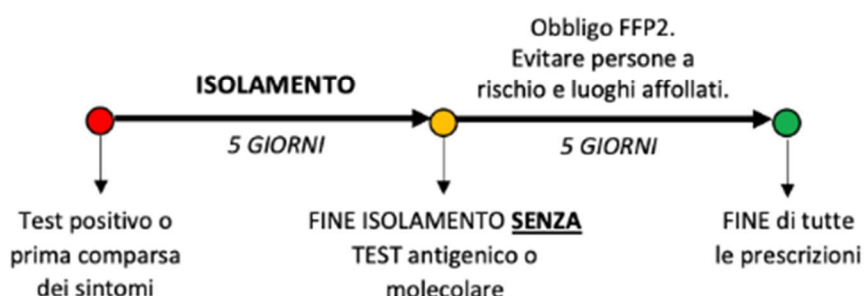 Obbligo FFP2.
Evitare persone a
rischio e luoghi affollati.
ISOLAMENTO
5 GIORNI
5 GIORNI
Test positivo o
prima comparsa
dei sintomi
FINE ISOLAMENTO SENZA
TEST antigenico o
molecolare
FINE di tutte
le prescrizioni